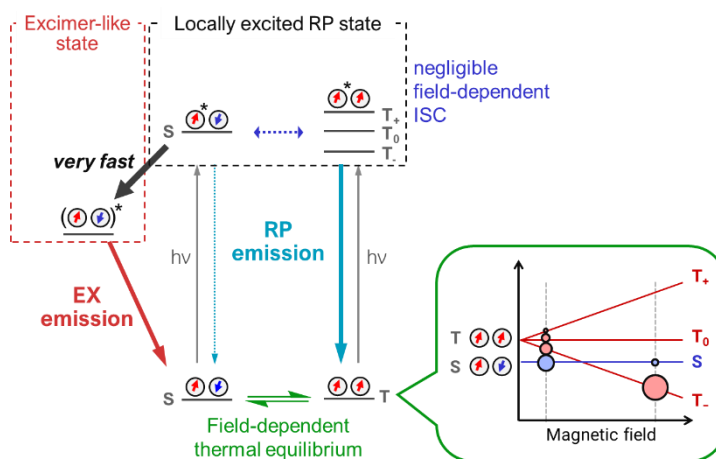 Excimer-like
state
Locally excited RP state
negligible
field-dependent
ISC
*
*
S
T+
T0
T-
very fast
( )*
RP
emission
EX
emission
hν
hν
S
T
Field-dependent
thermal equilibrium
T+
T
T0
S
S
T-
Magnetic field